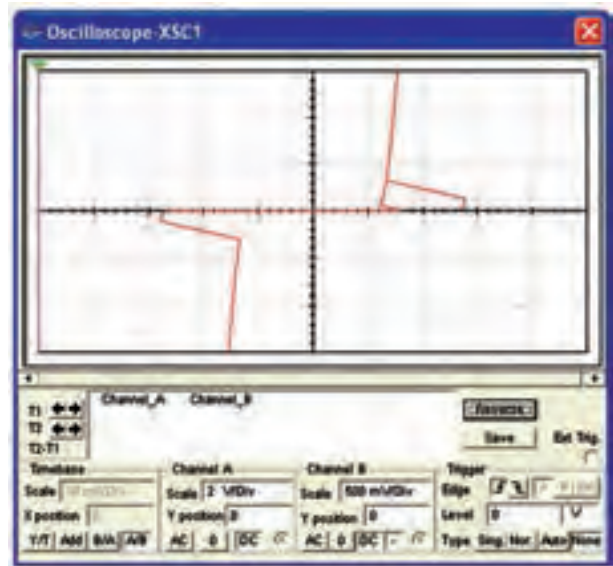 Oscilloscope-XSC1
Channel_A Channel_B
T1
T2
T2-T1
Reverse
Save
Ext Trig.
Timebase
Channel A
Channel B
Trigger
Scale
Scale 2 V/Div
Scale 500 mV/Div
Edge
X position
Y position 0
Y position 0
Level 0 V
Y/T Add B/A A/B
AC 0 DC
AC 0 DC -
Type Sing. Nor. Auto None